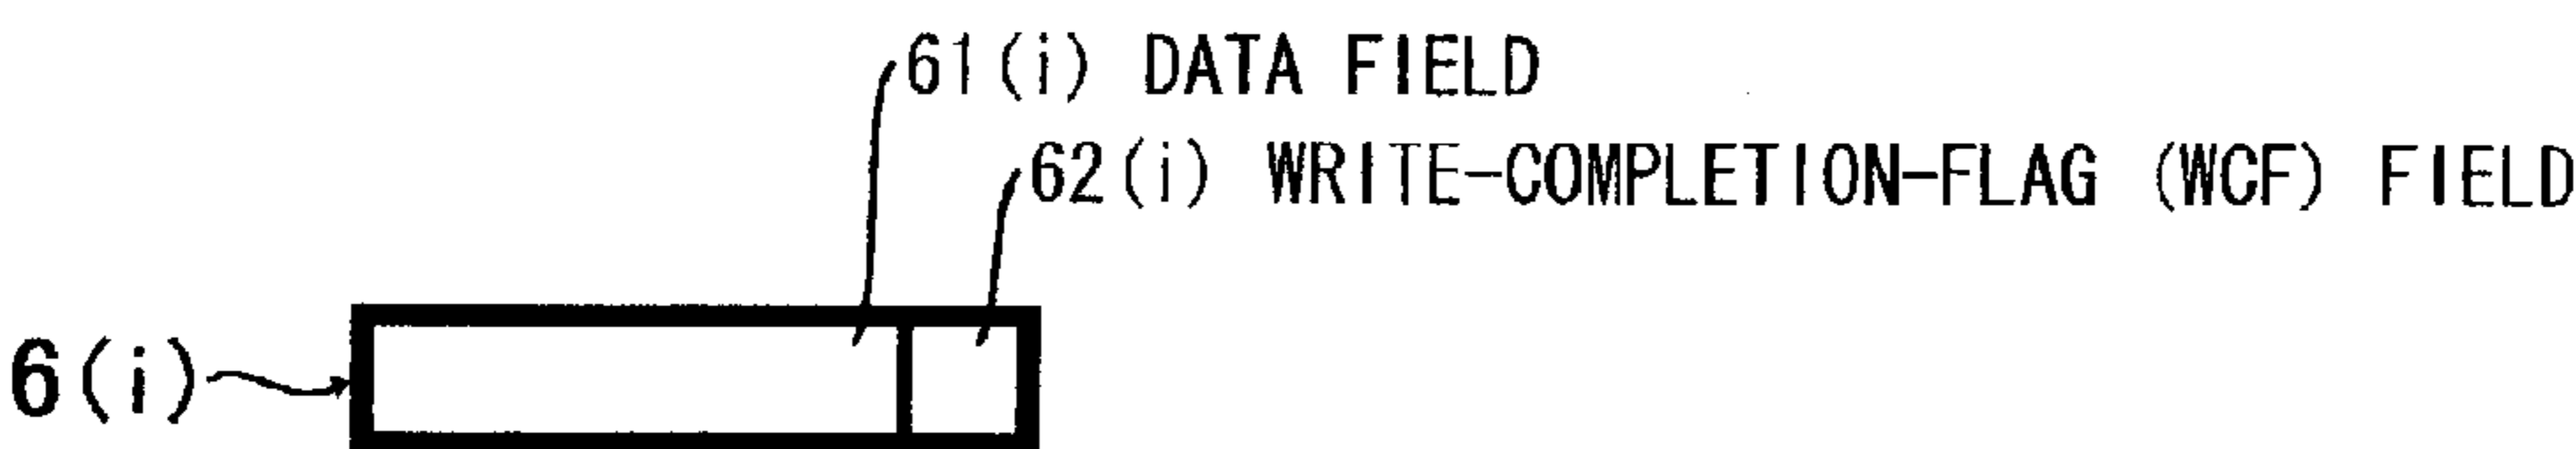 61(i) DATA FIELD
62(i) WRITE-COMPLETION-FLAG (WCF) FIELD
6(i)